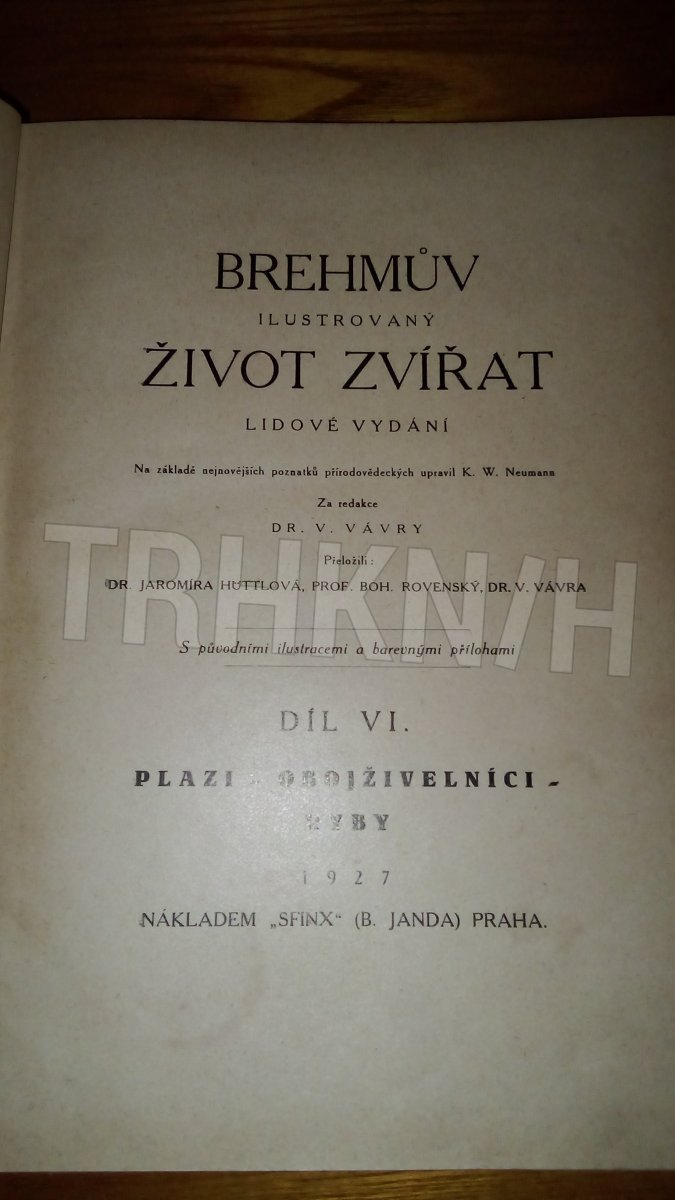 BREHMŮV
ILUSTROVANÝ
ŽIVOT ZVÍŘAT
LIDOVÉ VYDÁNÍ
Na základě nejnovějších poznatků přírodovědeckých upravil K. W. Neumann
Za redakce
DR. V. VÁVRY
Přeložili:
DR. JAROMÍRA HÜTTLOVÁ, PROF. BOH. ROVENSKÝ, DR. V. VÁVRA
TRHKNIH
S původními ilustracemi a barevnými přílohami
DÍL VI.
PLAZI - OBOJŽIVELNÍCI -
RYBY
1927
NÁKLADEM „SFINX“ (B. JANDA) PRAHA.